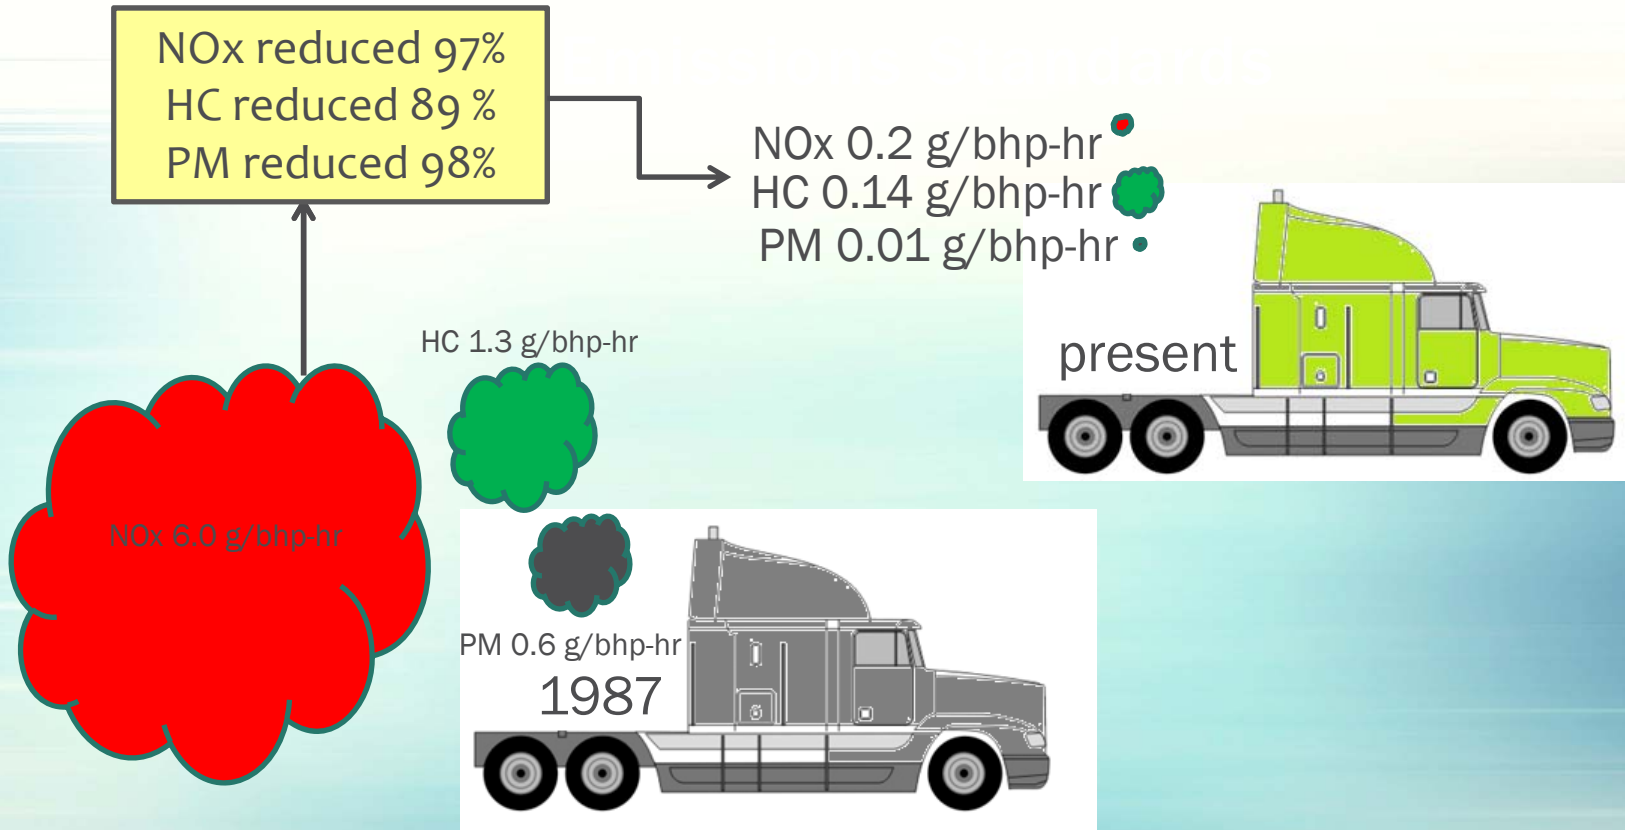 NOx reduced 97%
HC reduced 89 %
PM reduced 98%
NOx 0.2 g/bhp-hr
HC 0.14 g/bhp-hr
PM 0.01 g/bhp-hr
present
HC 1.3 g/bhp-hr
NOx 6.0 g/bhp-hr
PM 0.6 g/bhp-hr
1987